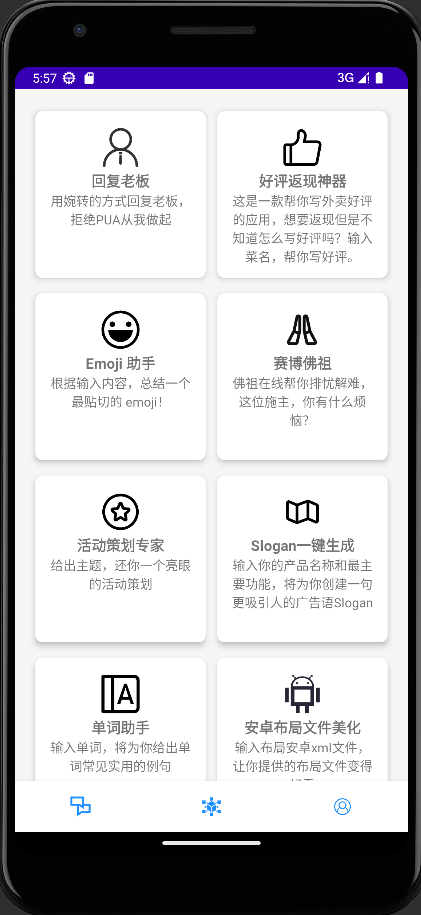 5:57
3G
回复老板
用婉转的方式回复老板，
拒绝PUA从我做起
好评返现神器
这是一款帮你写外卖好评
的应用，想要返现但是不
知道怎么写好评吗？输入
菜名，帮你写好评。
Emoji 助手
根据输入内容，总结一个
最贴切的 emoji！
赛博佛祖
佛祖在线帮你排忧解难，
这位施主，你有什么烦
恼？
活动策划专家
给出主题，还你一个亮眼
的活动策划
Slogan一键生成
输入你的产品名称和最主
要功能，将为你创建一句
更吸引人的广告语Slogan
A
单词助手
输入单词，将为你给出单
词常见实用的例句
安卓布局文件美化
输入布局安卓xml文件，
让你提供的布局文件变得